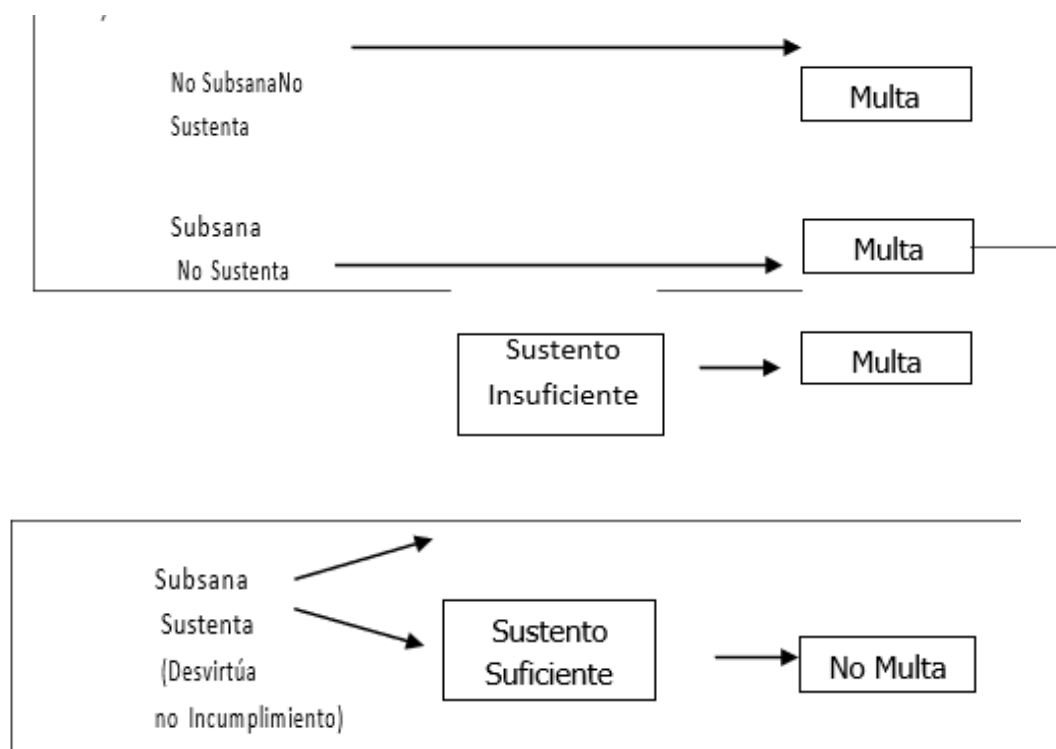 No SubsanaNo
Sustenta
Multa
Subsana
No Sustenta
Multa
Sustento
Insuficiente
Multa
Subsana
Sustenta
(Desvirtúa
no Incumplimiento)
Sustento
Suficiente
No Multa